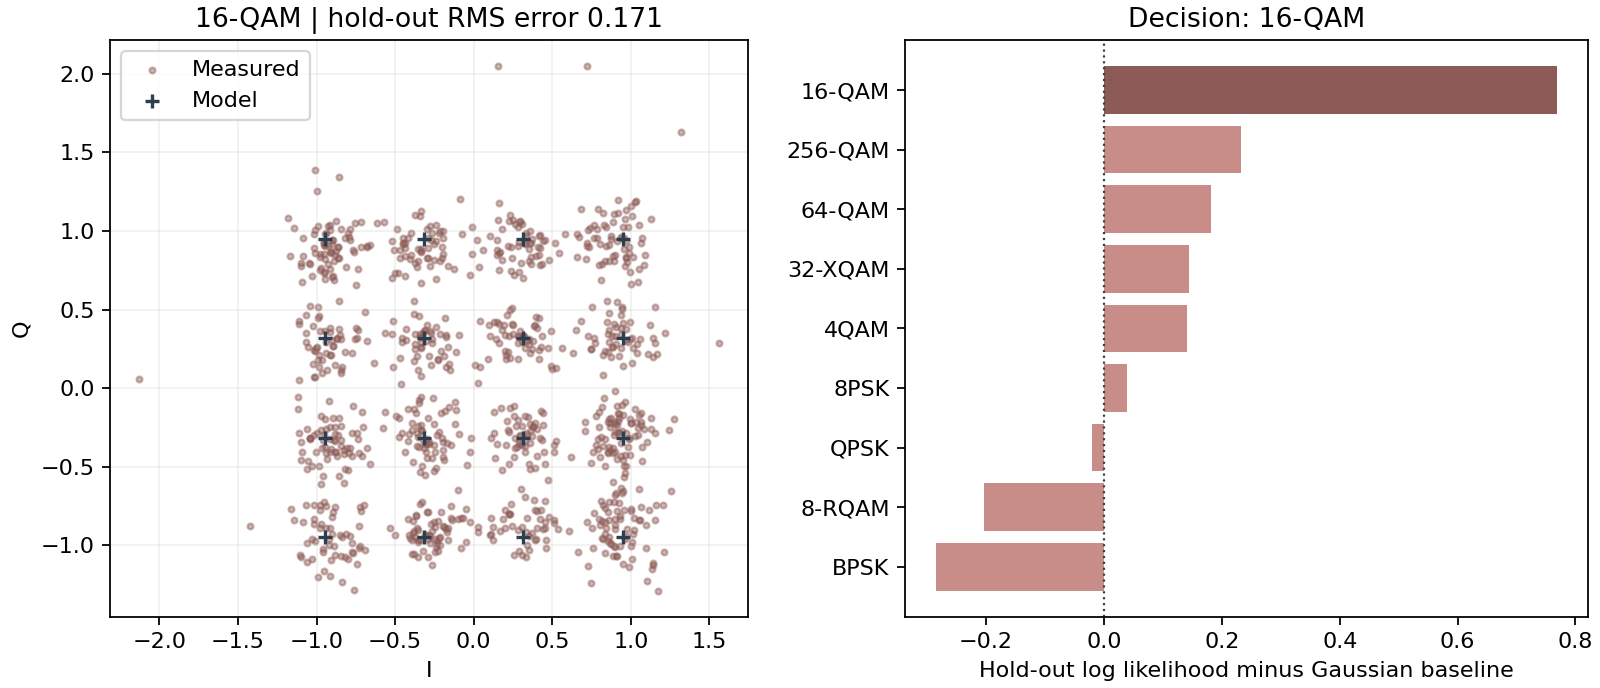 16-QAM | hold-out RMS error 0.171
Measured
Model
2.0
1.5
1.0
0.5
0.0
−0.5
−1.0
Q
−2.0 −1.5 −1.0 −0.5 0.0 0.5 1.0 1.5
I
Decision: 16-QAM
16-QAM
256-QAM
64-QAM
32-XQAM
4QAM
8PSK
QPSK
8-RQAM
BPSK
−0.2 0.0 0.2 0.4 0.6 0.8
Hold-out log likelihood minus Gaussian baseline